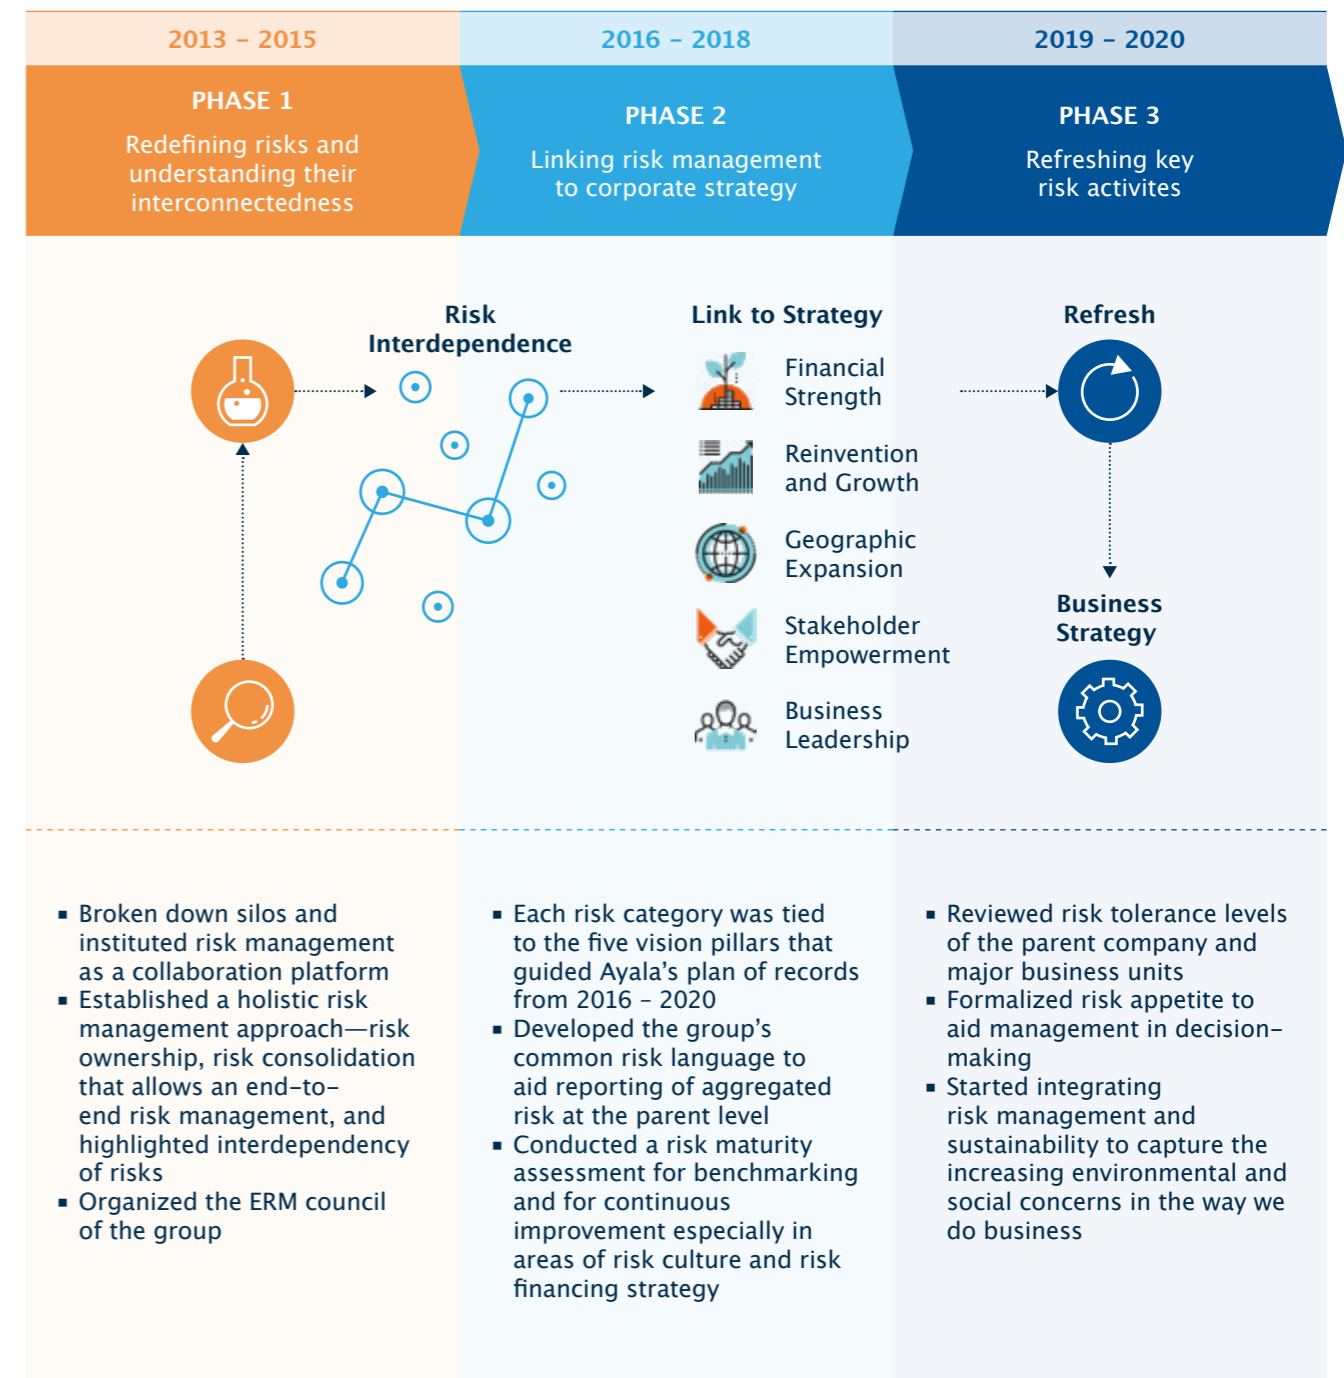 2013 – 2015
PHASE 1
Redefining risks and
understanding their
interconnectedness
2016 – 2018
PHASE 2
Linking risk management
to corporate strategy
2019 – 2020
PHASE 3
Refreshing key
risk activites
Risk
Interdependence
Link to Strategy
Financial
Strength
Reinvention
and Growth
Geographic
Expansion
Stakeholder
Empowerment
Business
Leadership
Refresh
Business
Strategy
▪ Broken down silos and
instituted risk management
as a collaboration platform
▪ Established a holistic risk
management approach—risk
ownership, risk consolidation
that allows an end-to-
end risk management, and
highlighted interdependency
of risks
▪ Organized the ERM council
of the group
▪ Each risk category was tied
to the five vision pillars that
guided Ayala’s plan of records
from 2016 – 2020
▪ Developed the group’s
common risk language to
aid reporting of aggregated
risk at the parent level
▪ Conducted a risk maturity
assessment for benchmarking
and for continuous
improvement especially in
areas of risk culture and risk
financing strategy
▪ Reviewed risk tolerance levels
of the parent company and
major business units
▪ Formalized risk appetite to
aid management in decision-
making
▪ Started integrating
risk management and
sustainability to capture the
increasing environmental and
social concerns in the way we
do business